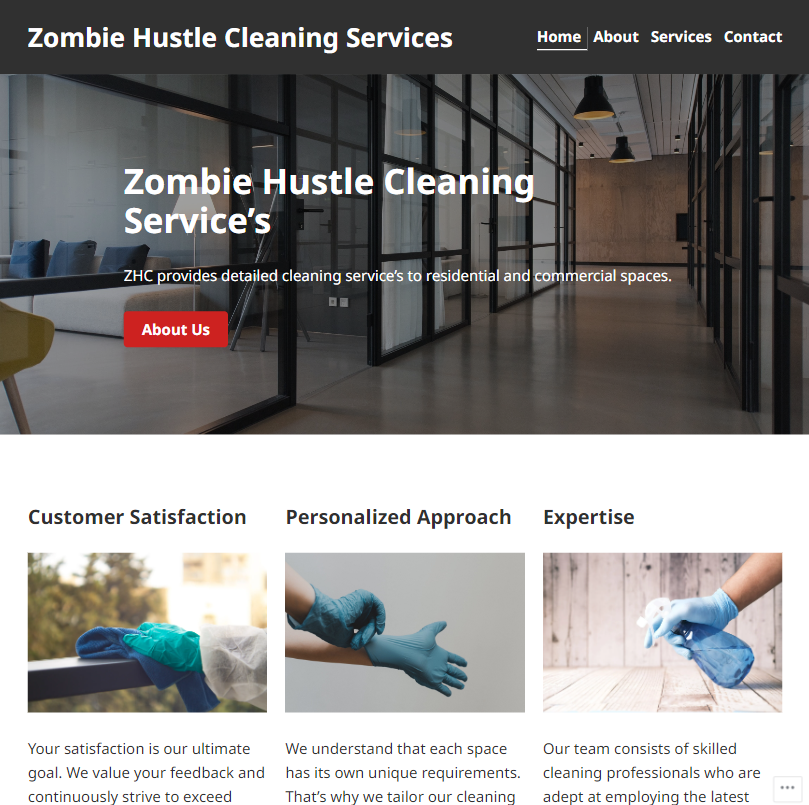 Zombie Hustle Cleaning Services
Home About Services Contact
Zombie Hustle Cleaning
Service’s
ZHC provides detailed cleaning service’s to residential and commercial spaces.
About Us
Customer Satisfaction
Your satisfaction is our ultimate
goal. We value your feedback and
continuously strive to exceed
Personalized Approach
We understand that each space
has its own unique requirements.
That’s why we tailor our cleaning
Expertise
Our team consists of skilled
cleaning professionals who are
adept at employing the latest